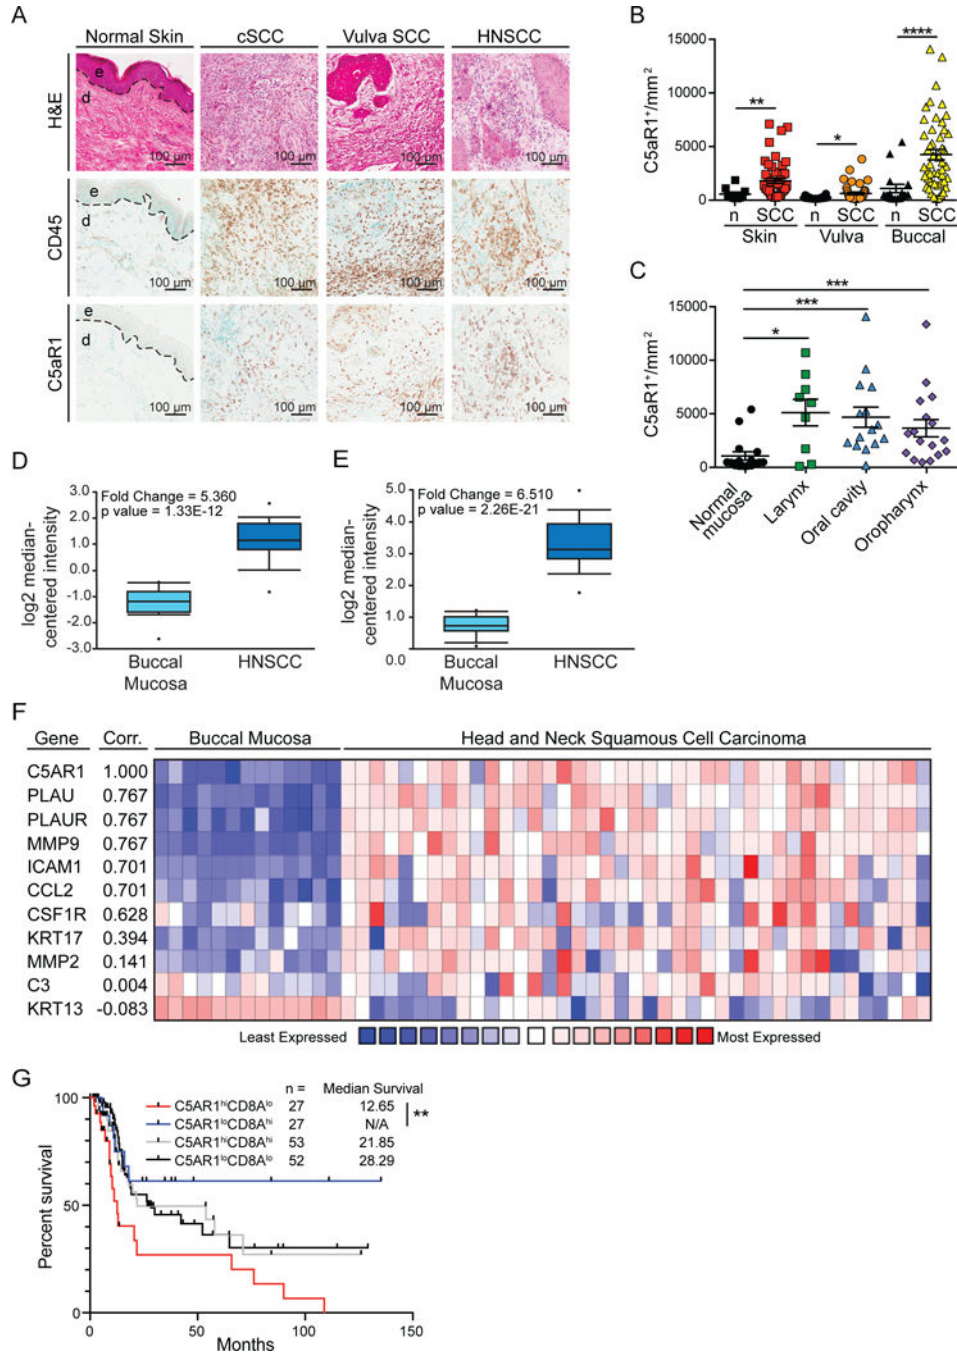 A
Normal Skin cSCC Vulva SCC HNSCC
H&E
e
d
100 µm 100 µm 100 µm 100 µm
CD45
e
d
100 µm 100 µm 100 µm 100 µm
C5aR1
e
d
100 µm 100 µm 100 µm 100 µm
B
C5aR1+/mm²
15000
10000
5000
0
** * ****
n SCC n SCC n SCC
Skin Vulva Buccal
C
C5aR1+/mm²
15000
10000
5000
0
***
***
*
Normal mucosa
Larynx
Oral cavity
Oropharynx
D
Fold Change = 5.360
p value = 1.33E-12
log2 median-
centered intensity
3.0
2.0
1.0
0.0
-1.0
-2.0
-3.0
Buccal Mucosa
HNSCC
E
Fold Change = 6.510
p value = 2.26E-21
log2 median-
centered intensity
5.0
4.0
3.0
2.0
1.0
0.0
Buccal Mucosa
HNSCC
F
Gene Corr. Buccal Mucosa Head and Neck Squamous Cell Carcinoma
C5AR1 1.000
PLAU 0.767
PLAUR 0.767
MMP9 0.767
ICAM1 0.701
CCL2 0.701
CSF1R 0.628
KRT17 0.394
MMP2 0.141
C3 0.004
KRT13 -0.083
Least Expressed Most Expressed
G
n = Median Survival
C5AR1hiCD8Alo 27 12.65
C5AR1loCD8Ahi 27 N/A
C5AR1hiCD8Ahi 53 21.85
C5AR1loCD8Alo 52 28.29
**
Percent survival
100
50
0
0 50 100 150
Months